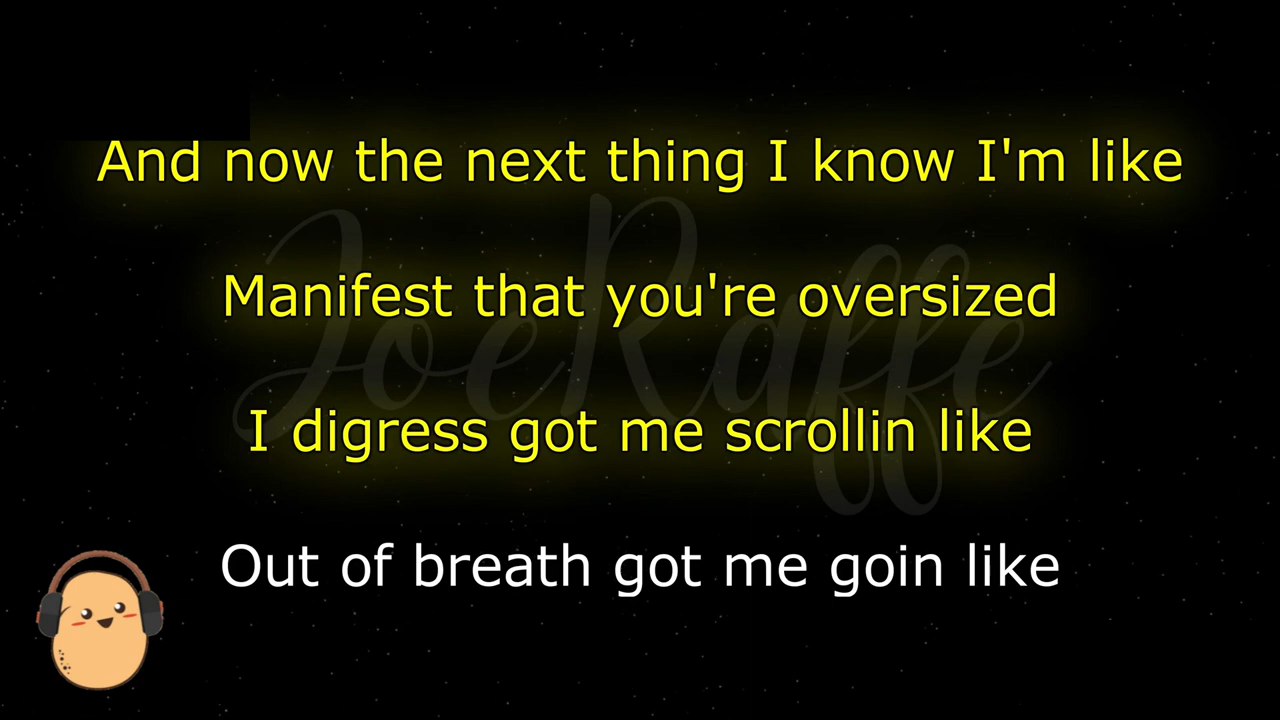 And now the next thing I know I'm like
Manifest that you're oversized
JoeRaffe
I digress got me scrollin like
Out of breath got me goin like